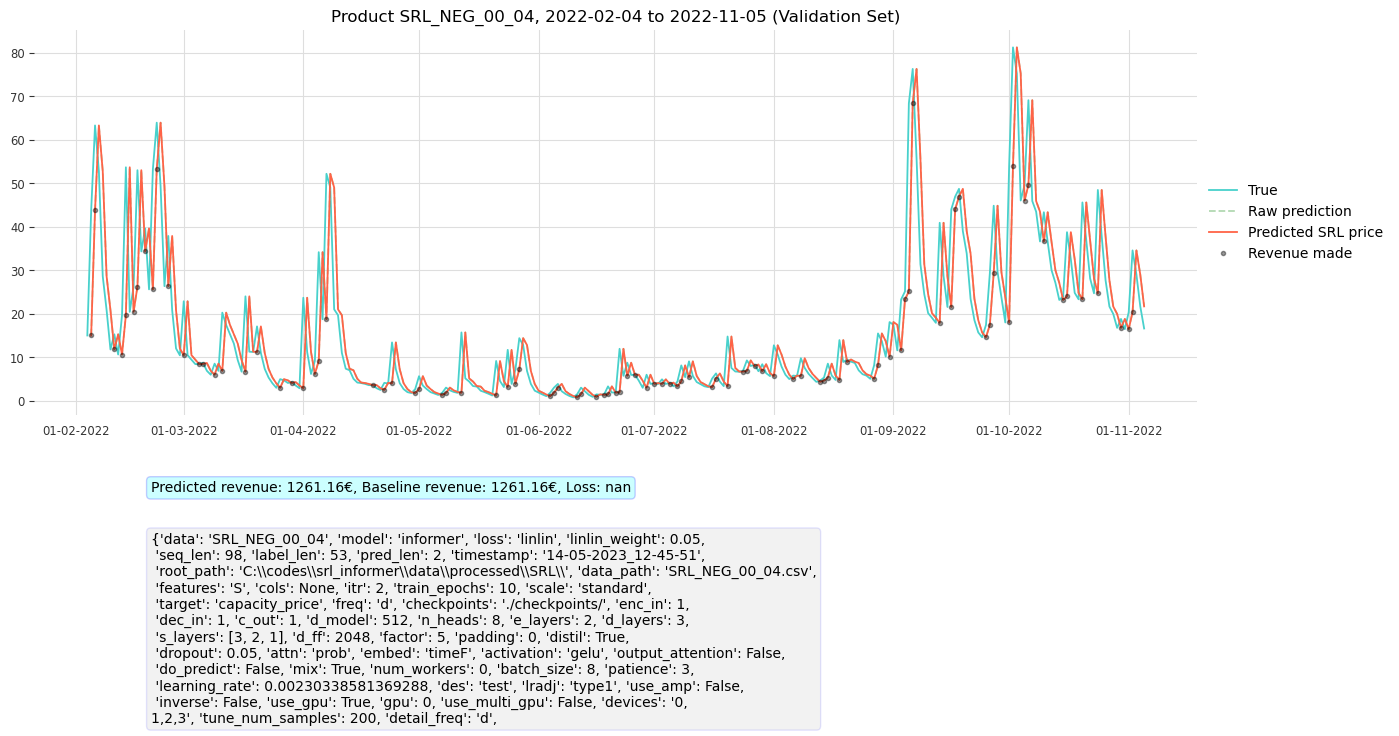 Product SRL_NEG_00_04, 2022-02-04 to 2022-11-05 (Validation Set)
80
70
60
50
40
30
20
10
0
01-02-2022
01-03-2022
01-04-2022
01-05-2022
01-06-2022
01-07-2022
01-08-2022
01-09-2022
01-10-2022
01-11-2022
True
Raw prediction
Predicted SRL price
Revenue made
Predicted revenue: 1261.16€, Baseline revenue: 1261.16€, Loss: nan
{'data': 'SRL_NEG_00_04', 'model': 'informer', 'loss': 'linlin', 'linlin_weight': 0.05,
'seq_len': 98, 'label_len': 53, 'pred_len': 2, 'timestamp': '14-05-2023_12-45-51',
'root_path': 'C:\\codes\\srl_informer\\data\\processed\\SRL\\', 'data_path': 'SRL_NEG_00_04.csv',
'features': 'S', 'cols': None, 'itr': 2, 'train_epochs': 10, 'scale': 'standard',
'target': 'capacity_price', 'freq': 'd', 'checkpoints': './checkpoints/', 'enc_in': 1,
'dec_in': 1, 'c_out': 1, 'd_model': 512, 'n_heads': 8, 'e_layers': 2, 'd_layers': 3,
's_layers': [3, 2, 1], 'd_ff': 2048, 'factor': 5, 'padding': 0, 'distil': True,
'dropout': 0.05, 'attn': 'prob', 'embed': 'timeF', 'activation': 'gelu', 'output_attention': False,
'do_predict': False, 'mix': True, 'num_workers': 0, 'batch_size': 8, 'patience': 3,
'learning_rate': 0.00230338581369288, 'des': 'test', 'lradj': 'type1', 'use_amp': False,
'inverse': False, 'use_gpu': True, 'gpu': 0, 'use_multi_gpu': False, 'devices': '0,
1,2,3', 'tune_num_samples': 200, 'detail_freq': 'd',